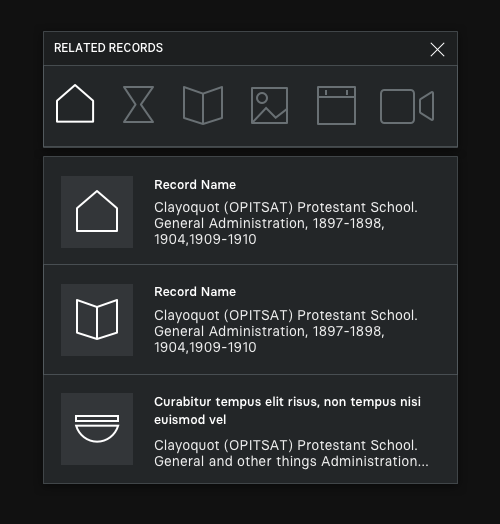 RELATED RECORDS
Record Name
Clayoquot (OPITSAT) Protestant School.
General Administration, 1897-1898,
1904,1909-1910
Record Name
Clayoquot (OPITSAT) Protestant School.
General Administration, 1897-1898,
1904,1909-1910
Curabitur tempus elit risus, non tempus nisi
euismod vel
Clayoquot (OPITSAT) Protestant School.
General and other things Administration...